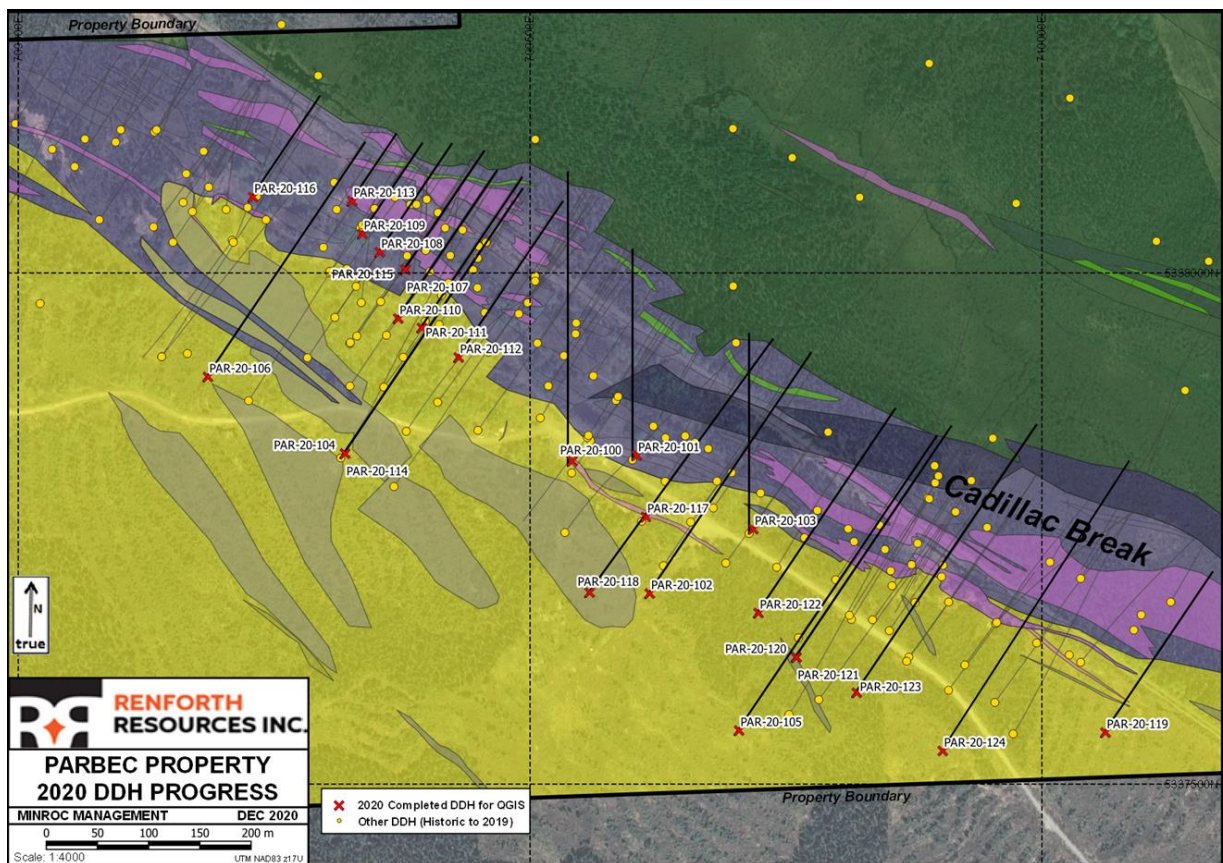 Property Boundary
700000E
700500E
710000E
PAR-20-116
PAR-20-113
PAR-20-109
PAR-20-108
5338000N
PAR-20-115
PAR-20-107
PAR-20-110
PAR-20-111
PAR-20-112
PAR-20-106
PAR-20-104
PAR-20-114
PAR-20-100
PAR-20-101
Cadillac Break
PAR-20-117
PAR-20-103
PAR-20-118
PAR-20-102
PAR-20-122
PAR-20-120
PAR-20-121
PAR-20-123
PAR-20-105
PAR-20-119
PAR-20-124
5337500N
Property Boundary
N
true
RENFORTH
RESOURCES INC.
PARBEC PROPERTY
2020 DDH PROGRESS
MINROC MANAGEMENT DEC 2020
0 50 100 150 200 m
Scale: 1:4000 UTM NAD83 z17U
2020 Completed DDH for QGIS
Other DDH (Historic to 2019)